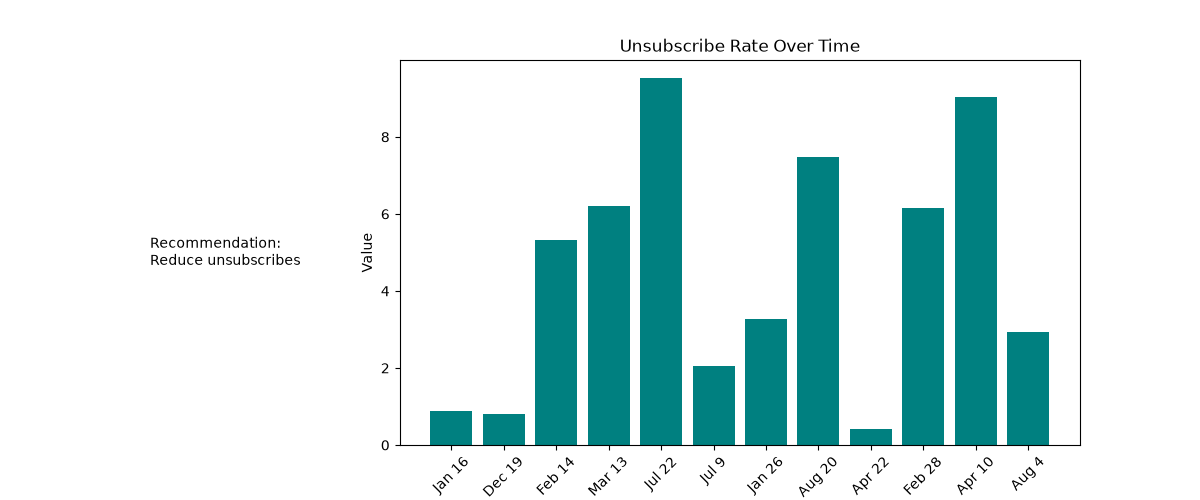 Unsubscribe Rate Over Time
Recommendation:
Reduce unsubscribes
Value
8
6
4
2
0
Jan 16
Dec 19
Feb 14
Mar 13
Jul 22
Jul 9
Jan 26
Aug 20
Apr 22
Feb 28
Apr 10
Aug 4